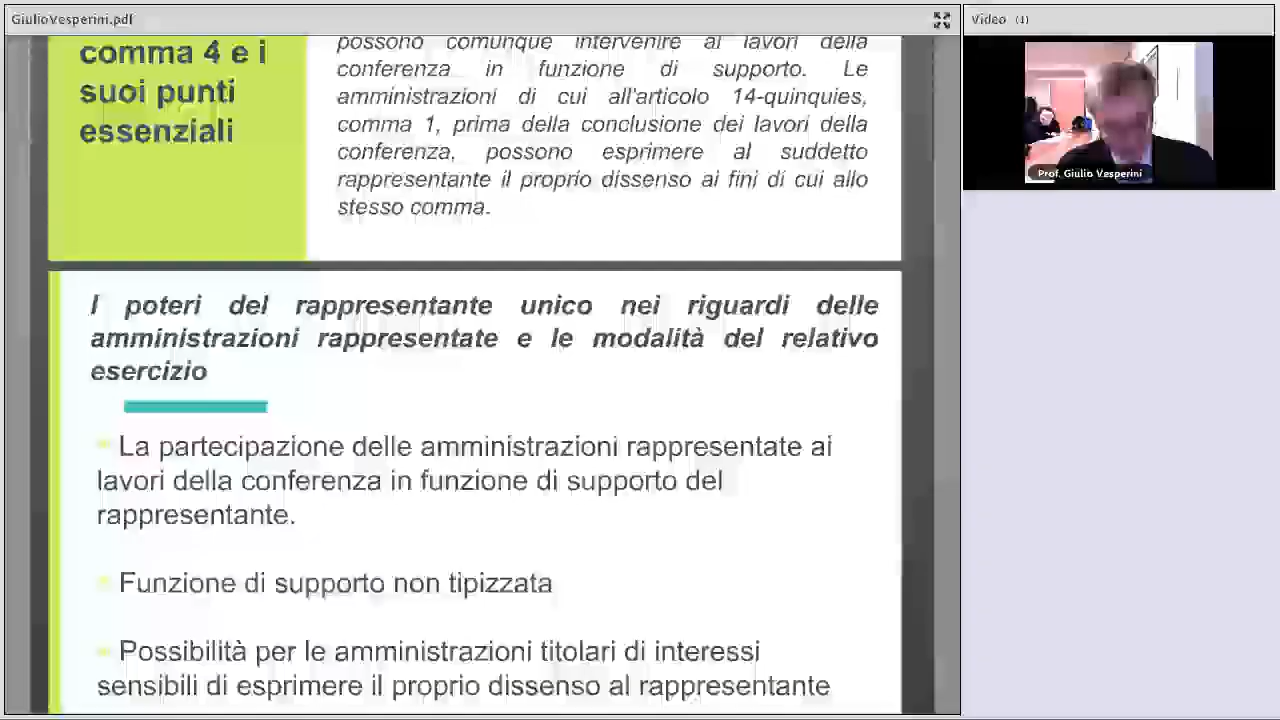 GiulioVesperini.pdf
Video (1)
comma 4 e i
suoi punti
essenziali
possono comunque intervenire ai lavori della
conferenza in funzione di supporto. Le
amministrazioni di cui all'articolo 14-quinquies,
comma 1, prima della conclusione dei lavori della
conferenza, possono esprimere al suddetto
rappresentante il proprio dissenso ai fini di cui allo
stesso comma.
Prof. Giulio Vesperini
I poteri del rappresentante unico nei riguardi delle
amministrazioni rappresentate e le modalità del relativo
esercizio
La partecipazione delle amministrazioni rappresentate ai
lavori della conferenza in funzione di supporto del
rappresentante.
Funzione di supporto non tipizzata
Possibilità per le amministrazioni titolari di interessi
sensibili di esprimere il proprio dissenso al rappresentante